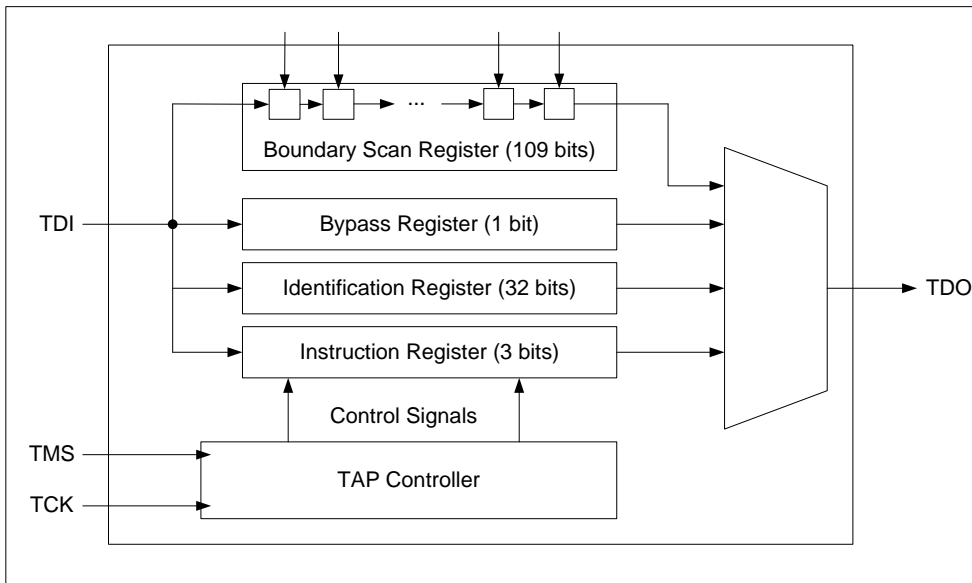 ...
Boundary Scan Register (109 bits)
TDI
Bypass Register (1 bit)
Identification Register (32 bits)
TDO
Instruction Register (3 bits)
Control Signals
TMS
TAP Controller
TCK